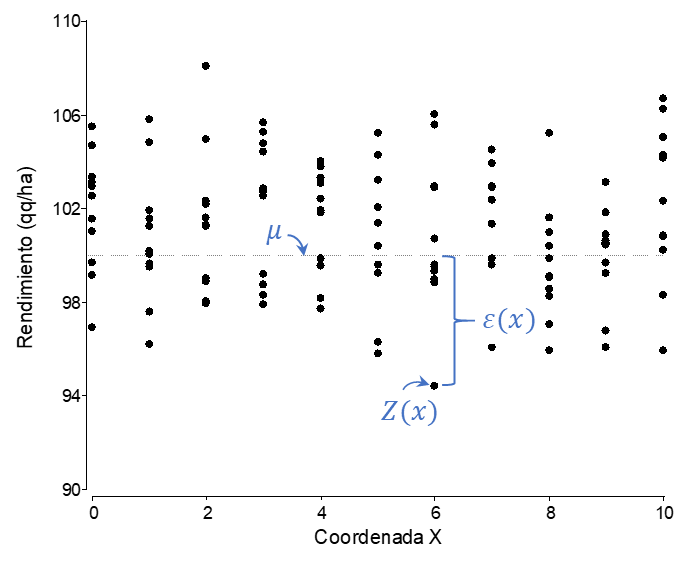 110
106
102
98
94
90
Rendimiento (qq/ha)
μ
ε(x)
Z(x)
0 2 4 6 8 10
Coordenada X